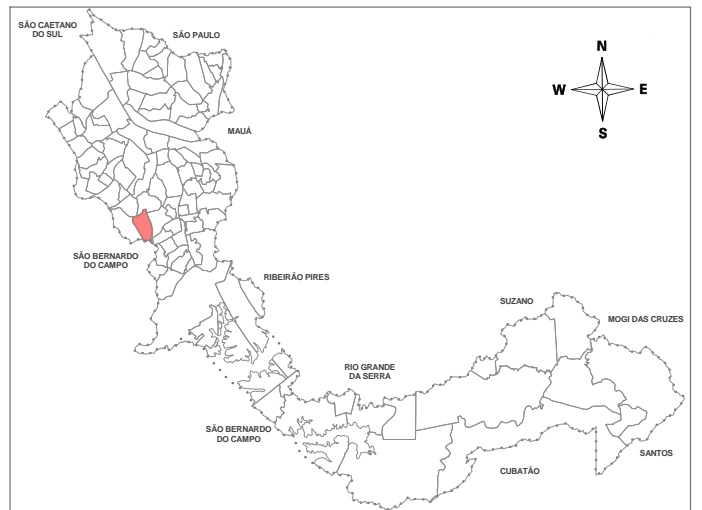 SÃO CAETANO
DO SUL
SÃO PAULO
N
W
E
S
MAUÁ
SÃO BERNARDO
DO CAMPO
RIBEIRÃO PIRES
SUZANO
MOGI DAS CRUZES
RIO GRANDE
DA SERRA
SÃO BERNARDO
DO CAMPO
SANTOS
CUBATÃO